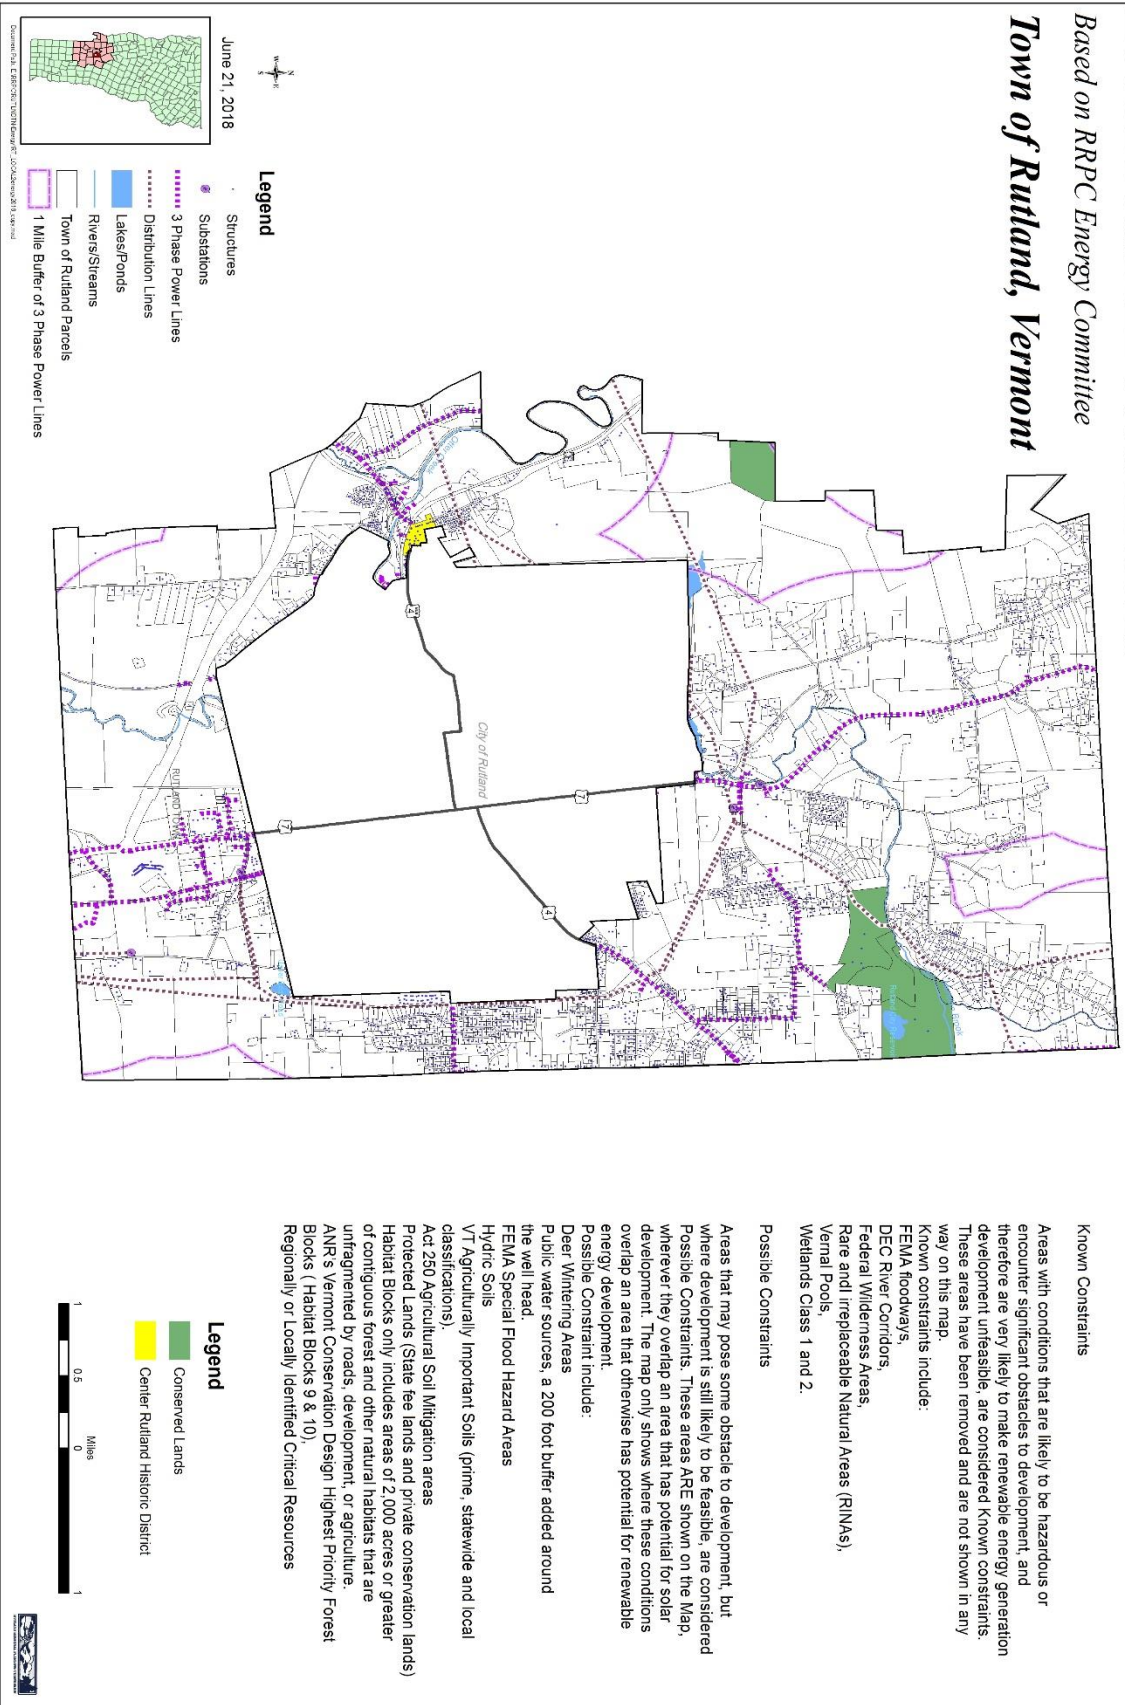 Based on RRPC Energy Committee
Town of Rutland, Vermont
N
W
E
S
June 21, 2018
Legend
Structures
Substations
3 Phase Power Lines
Distribution Lines
Lakes/Ponds
Rivers/Streams
Town of Rutland Parcels
1 Mile Buffer of 3 Phase Power Lines
City of Rutland
4
7
7
4
Known Constraints
Areas with conditions that are likely to be hazardous or
encounter significant obstacles to development, and
therefore are very likely to make renewable energy generation
development unfeasible, are considered Known constraints.
These areas have been removed and are not shown in any
way on this map.
Known constraints include:
FEMA floodways,
DEC River Corridors,
Federal Wilderness Areas,
Rare andl irreplaceable Natural Areas (RINAs),
Vernal Pools,
Wetlands Class 1 and 2.
Possible Constraints
Areas that may pose some obstacle to development, but
where development is still likely to be feasible, are considered
Possible Constraints. These areas ARE shown on the Map,
wherever they overlap an area that has potential for solar
development. The map only shows where these conditions
overlap an area that otherwise has potential for renewable
energy development.
Possible Constraint include:
Deer Wintering Areas
Public water sources, a 200 foot buffer added around
the well head.
FEMA Special Flood Hazard Areas
Hydric Soils
VT Agriculturally Important Soils (prime, statewide and local
classifications).
Act 250 Agricultural Soil Mitigation areas
Protected Lands (State fee lands and private conservation lands)
Habitat Blocks only includes areas of 2,000 acres or greater
of contiguous forest and other natural habitats that are
unfragmented by roads, development, or agriculture.
ANR's Vermont Conservation Design Highest Priority Forest
Blocks ( Habitat Blocks 9 & 10),
Regionally or Locally Identified Critical Resources
Legend
Conserved Lands
Center Rutland Historic District
1 0.5 0 1
Miles